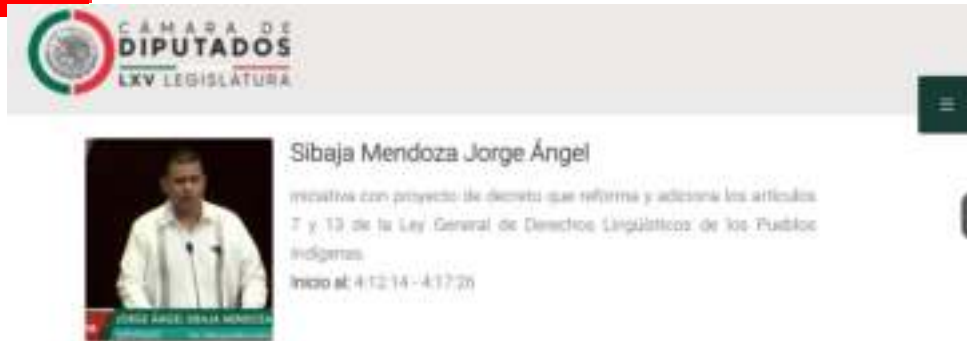 CÁMARA DE
DIPUTADOS
LXV LEGISLATURA
Sibaja Mendoza Jorge Ángel
iniciativa con proyecto de decreto que reforma y adiciona los artículos
7 y 13 de la Ley General de Derechos Lingüísticos de los Pueblos
Indígenas.
Inicio al: 4:12:14 - 4:17:26
JORGE ÁNGEL SIBAJA MENDOZA